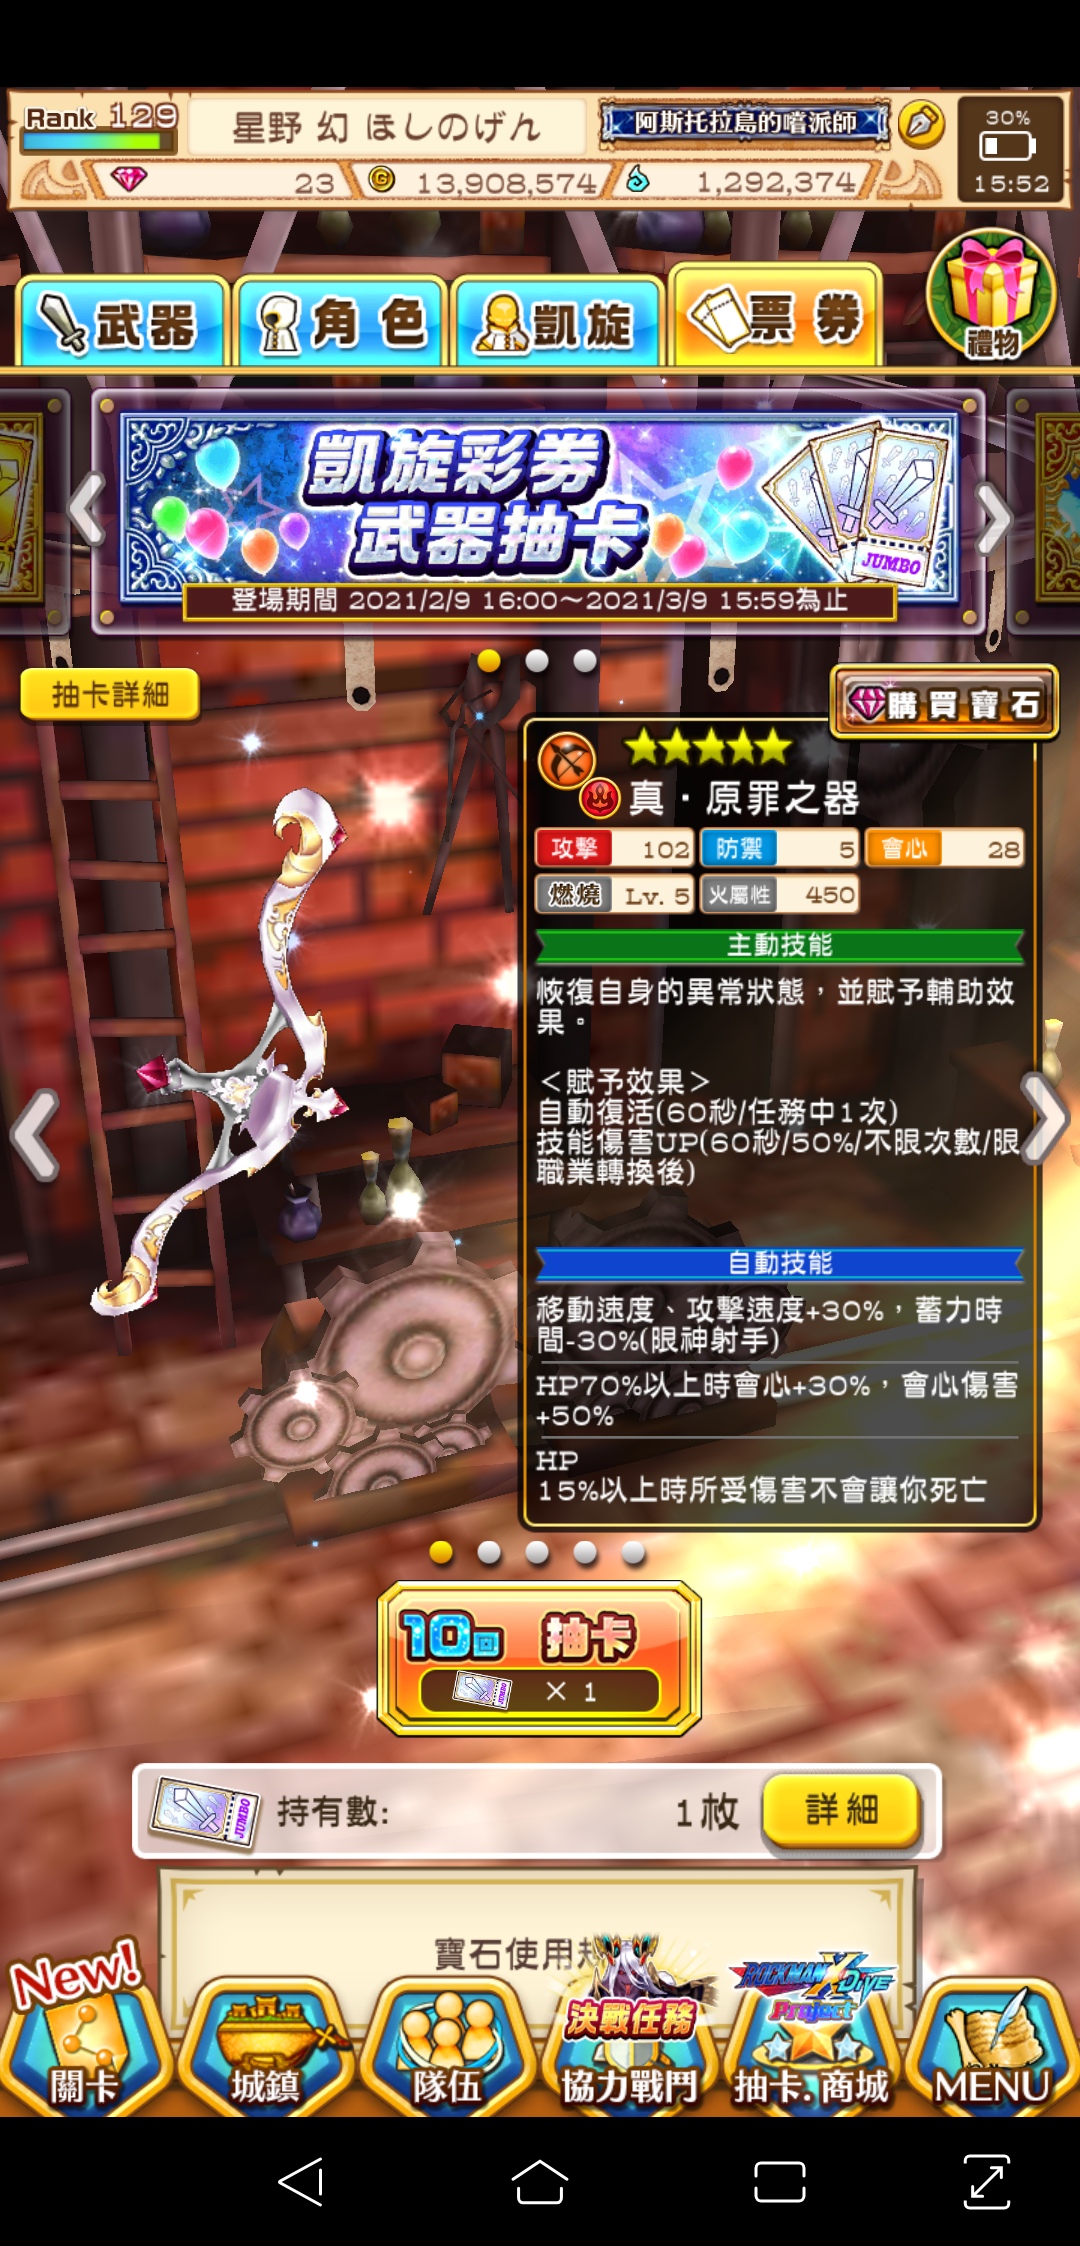 Rank 129
星野 幻 ほしのげん
阿斯托拉島的嚐派師
30%
23
13,908,574
1,292,374
15:52
武器
角色
凱旋
票券
禮物
凱旋彩券
武器抽卡
JUMBO
登場期間 2021/2/9 16:00～2021/3/9 15:59為止
抽卡詳細
購買寶石
★★★★★
真・原罪之器
攻擊 102
防禦 5
會心 28
燃燒 Lv. 5
火屬性 450
主動技能
恢復自身的異常狀態，並賦予輔助效
果。
＜賦予效果＞
自動復活(60秒/任務中1次)
技能傷害UP(60秒/50%/不限次數/限
職業轉換後)
自動技能
移動速度、攻擊速度+30%，蓄力時
間-30%(限神射手)
HP70%以上時會心+30%，會心傷害
+50%
HP
15%以上時所受傷害不會讓你死亡
10回 抽卡
JUMBO × 1
JUMBO
持有數:
1枚
詳細
寶石使用
New!
關卡
城鎮
隊伍
決戰任務
協力戰鬥
ROCKMAN X DiVE
Project
抽卡.商城
MENU